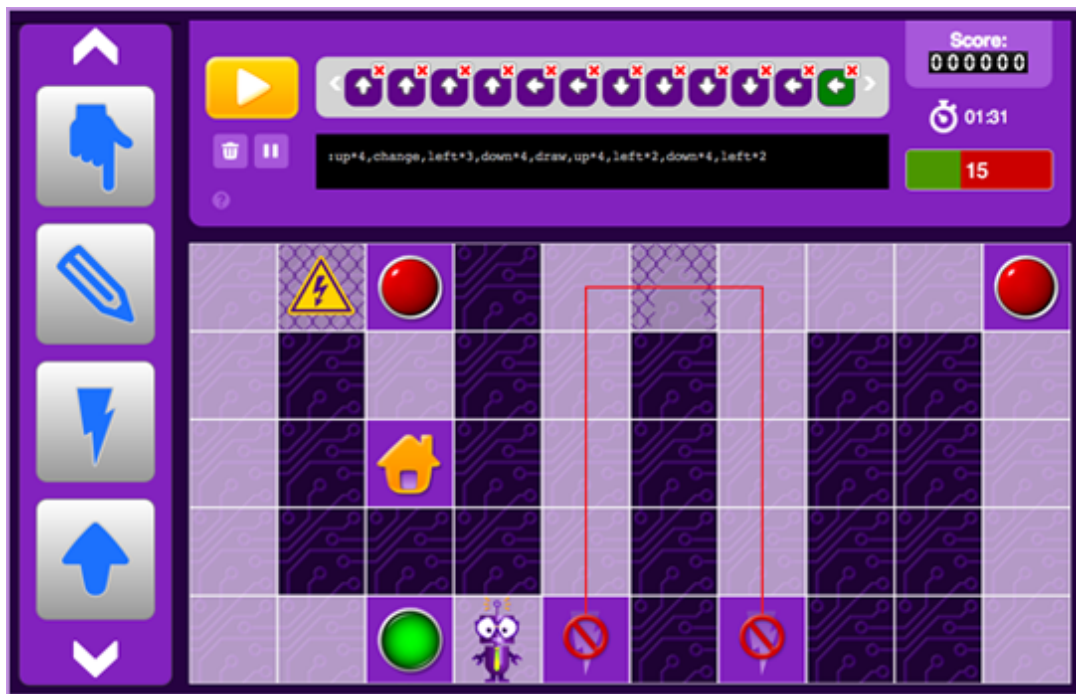 Score:
000000
01:31
:up*4,change,left*3,down*4,draw,up*4,left*2,down*4,left*2
15
?